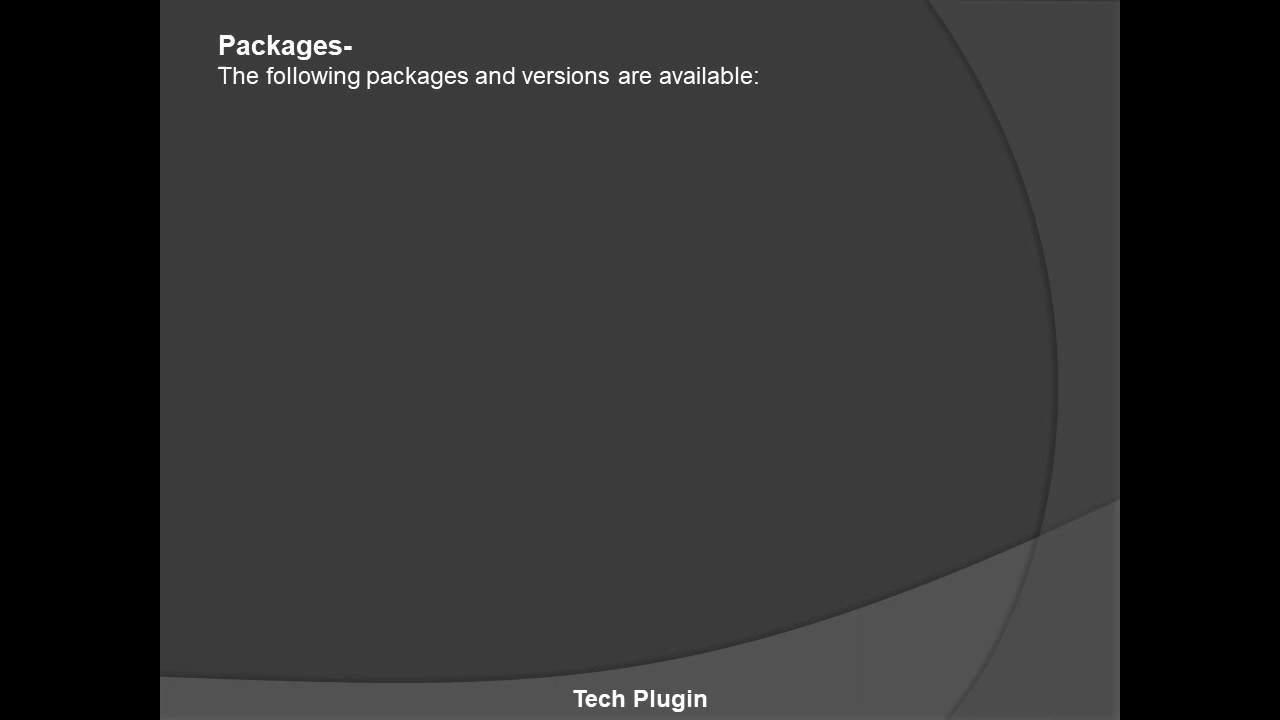 Packages-
The following packages and versions are available:
Tech Plugin